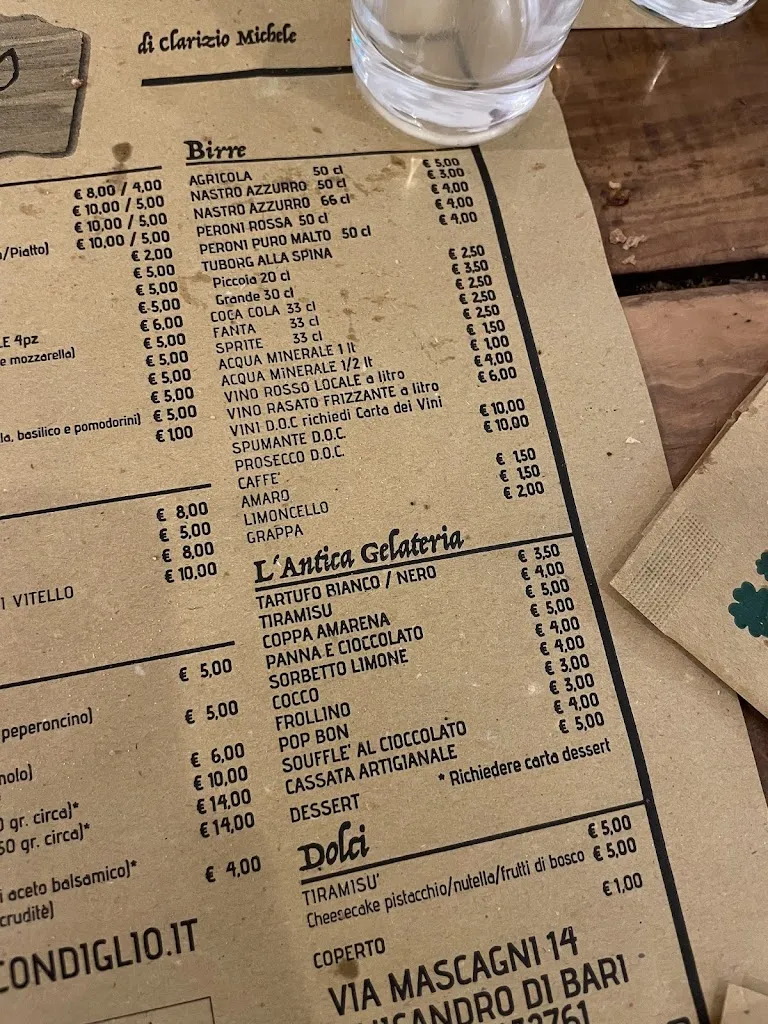 di Clarizio Michele
€ 8,00 / 4,00
€ 10,00 / 5,00
€ 10,00 / 5,00
/Piatto) € 10,00 / 5,00
€ 2,00
€ 5,00
€ 5,00
€ 5,00
€ 6,00
LE 4pz € 5,00
e mozzarella) € 5,00
€ 5,00
€ 5,00
lla, basilico e pomodorini) € 5,00
€ 1,00
€ 8,00
€ 5,00
€ 8,00
I VITELLO € 10,00
€ 5,00
peperoncino) € 5,00
nolo) € 6,00
€ 10,00
0 gr. circa)* € 14,00
50 gr. circa)* € 14,00
i aceto balsamico)* € 4,00
crudité)
CONDIGLIO.IT
Birre
AGRICOLA 50 cl € 5,00
NASTRO AZZURRO 50 cl € 3,00
NASTRO AZZURRO 66 cl € 4,00
PERONI ROSSA 50 cl € 4,00
PERONI PURO MALTO 50 cl € 4,00
TUBORG ALLA SPINA
Piccola 20 cl € 2,50
Grande 30 cl € 3,50
COCA COLA 33 cl € 2,50
FANTA 33 cl € 2,50
SPRITE 33 cl € 2,50
ACQUA MINERALE 1 lt € 1,50
ACQUA MINERALE 1/2 lt € 1,00
VINO ROSSO LOCALE a litro € 4,00
VINO RASATO FRIZZANTE a litro € 6,00
VINI D.O.C richiedi Carta dei Vini
SPUMANTE D.O.C. € 10,00
PROSECCO D.O.C. € 10,00
CAFFE'
AMARO € 1,50
LIMONCELLO € 1,50
GRAPPA € 2,00
L'Antica Gelateria
TARTUFO BIANCO / NERO € 3,50
TIRAMISU € 4,00
COPPA AMARENA € 5,00
PANNA E CIOCCOLATO € 5,00
SORBETTO LIMONE € 4,00
COCCO € 4,00
FROLLINO € 3,00
POP BON € 3,00
SOUFFLE' AL CIOCCOLATO € 4,00
CASSATA ARTIGIANALE € 5,00
DESSERT * Richiedere carta dessert
Dolci
TIRAMISU' € 5,00
Cheesecake pistacchio/nutella/frutti di bosco € 5,00
COPERTO € 1,00
VIA MASCAGNI 14
NICANDRO DI BARI